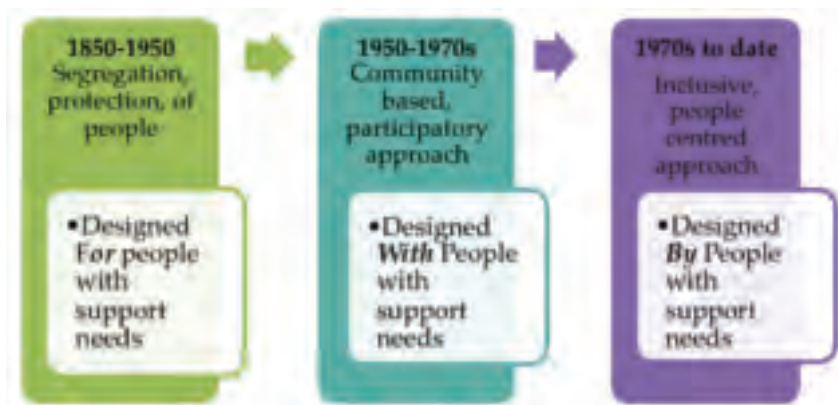 1850-1950
Segregation,
protection, of
people
•Designed
For people
with
support
needs
1950-1970s
Community
based,
participatory
approach
•Designed
With People
with
support
needs
1970s to date
Inclusive,
people
centred
approach
•Designed
By People
with
support
needs